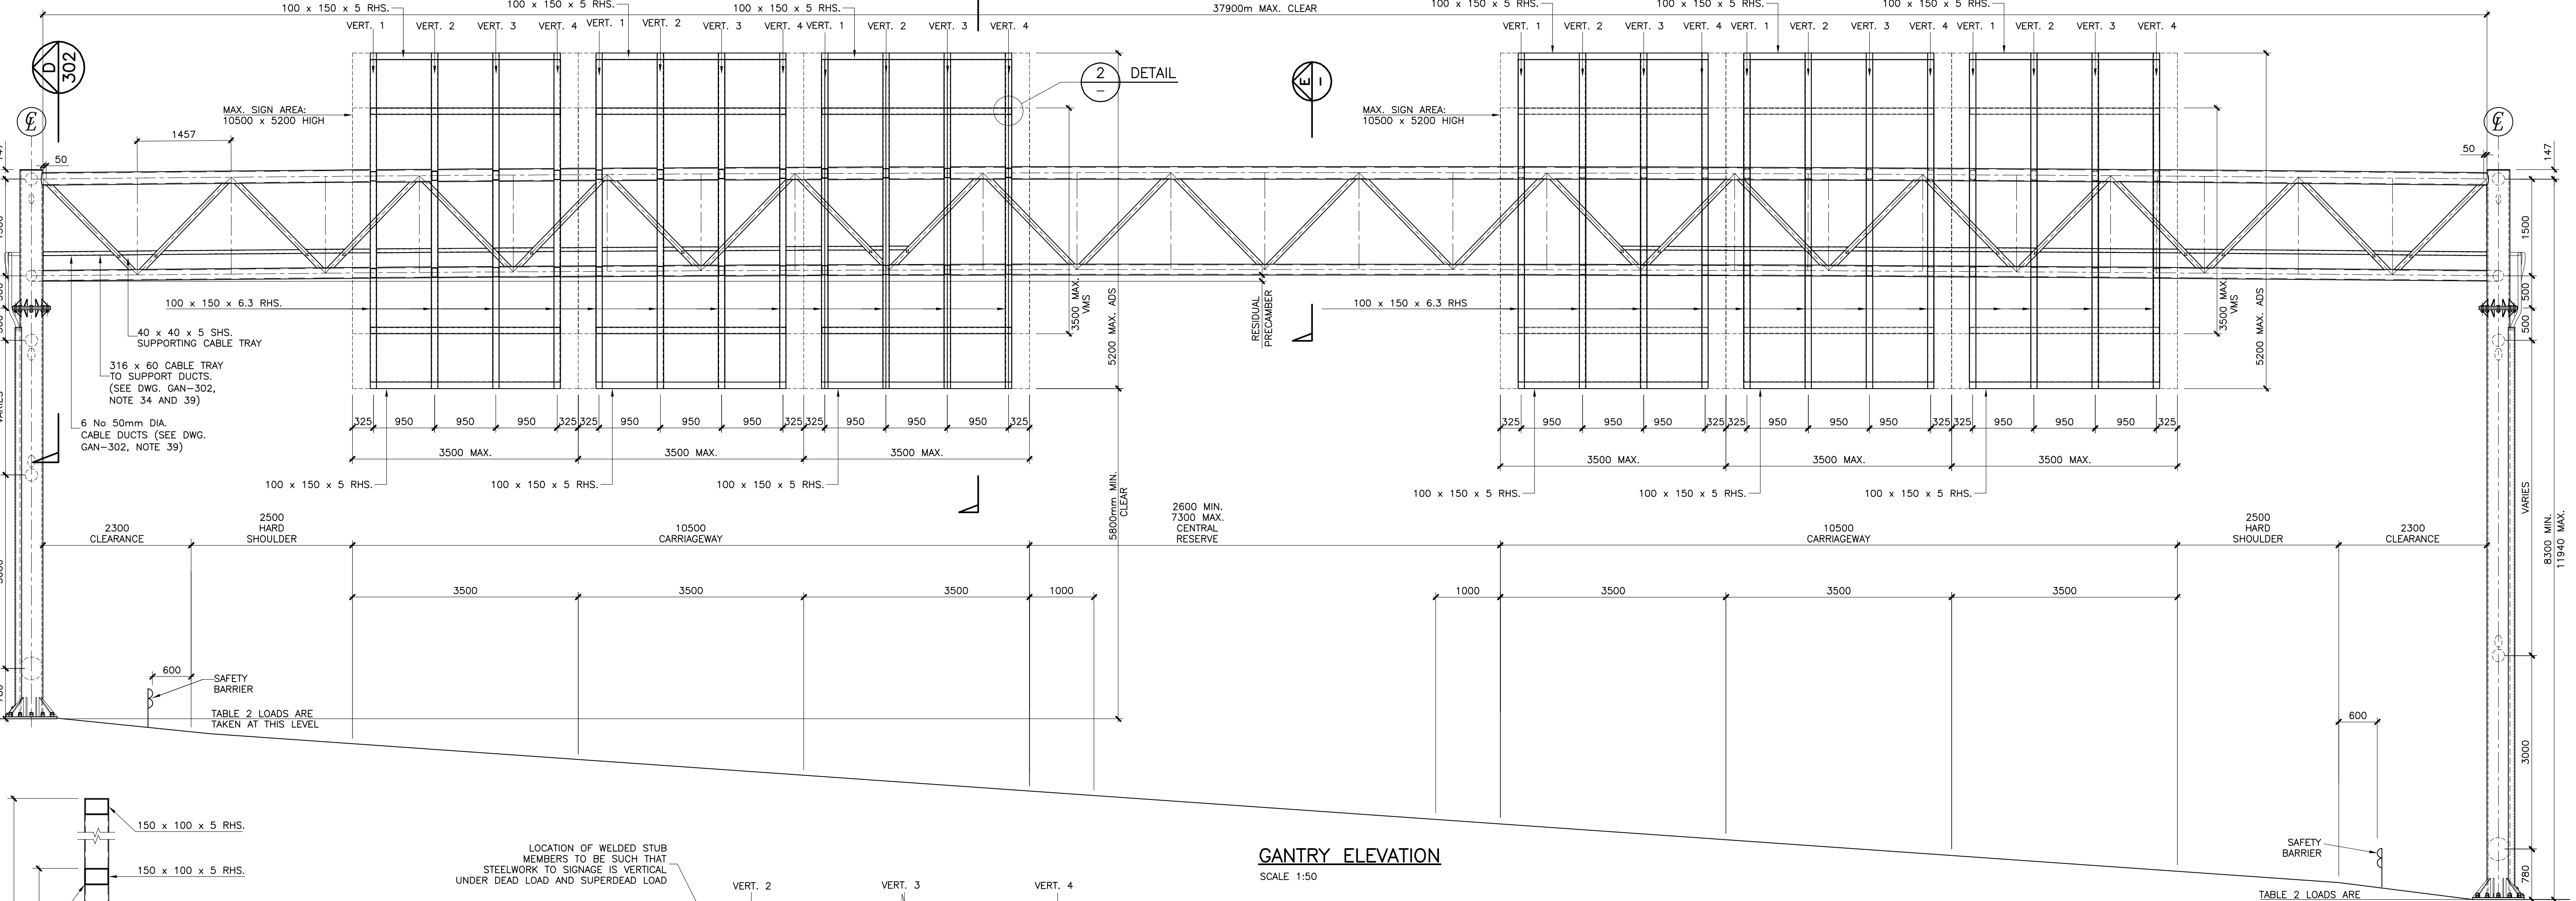 100 x 150 x 5 RHS.
100 x 150 x 5 RHS.
100 x 150 x 5 RHS.
37900m MAX. CLEAR
100 x 150 x 5 RHS.
100 x 150 x 5 RHS.
100 x 150 x 5 RHS.
VERT. 1
VERT. 2
VERT. 3
VERT. 4
VERT. 1
VERT. 2
VERT. 3
VERT. 4
VERT. 1
VERT. 2
VERT. 3
VERT. 4
VERT. 1
VERT. 2
VERT. 3
VERT. 4
VERT. 1
VERT. 2
VERT. 3
VERT. 4
VERT. 1
VERT. 2
VERT. 3
VERT. 4
D
302
2
–
DETAIL
E
–
MAX. SIGN AREA:
10500 x 5200 HIGH
MAX. SIGN AREA:
10500 x 5200 HIGH
1457
50
50
147
1500
500
500
100 x 150 x 6.3 RHS.
100 x 150 x 6.3 RHS
40 x 40 x 5 SHS.
SUPPORTING CABLE TRAY
316 x 60 CABLE TRAY
TO SUPPORT DUCTS.
(SEE DWG. GAN-302,
NOTE 34 AND 39)
6 No 50mm DIA.
CABLE DUCTS (SEE DWG.
GAN-302, NOTE 39)
3500 MAX.
VMS
5200 MAX. ADS
RESIDUAL
PRECAMBER
3500 MAX.
VMS
5200 MAX. ADS
325
950
950
950
325
325
950
950
950
325
325
950
950
950
325
325
950
950
950
325
325
950
950
950
325
325
950
950
950
325
3500 MAX.
3500 MAX.
3500 MAX.
3500 MAX.
3500 MAX.
3500 MAX.
100 x 150 x 5 RHS.
100 x 150 x 5 RHS.
100 x 150 x 5 RHS.
100 x 150 x 5 RHS.
100 x 150 x 5 RHS.
100 x 150 x 5 RHS.
5800mm MIN.
CLEAR
VARIES
8300 MIN.
11940 MAX.
2300
CLEARANCE
2500
HARD
SHOULDER
10500
CARRIAGEWAY
2600 MIN.
7300 MAX.
CENTRAL
RESERVE
10500
CARRIAGEWAY
2500
HARD
SHOULDER
2300
CLEARANCE
3500
3500
3500
1000
1000
3500
3500
3500
600
SAFETY
BARRIER
TABLE 2 LOADS ARE
TAKEN AT THIS LEVEL
600
3000
780
SAFETY
BARRIER
TABLE 2 LOADS ARE
150 x 100 x 5 RHS.
150 x 100 x 5 RHS.
LOCATION OF WELDED STUB
MEMBERS TO BE SUCH THAT
STEELWORK TO SIGNAGE IS VERTICAL
UNDER DEAD LOAD AND SUPERDEAD LOAD
VERT. 2
VERT. 3
VERT. 4
GANTRY ELEVATION
SCALE 1:50